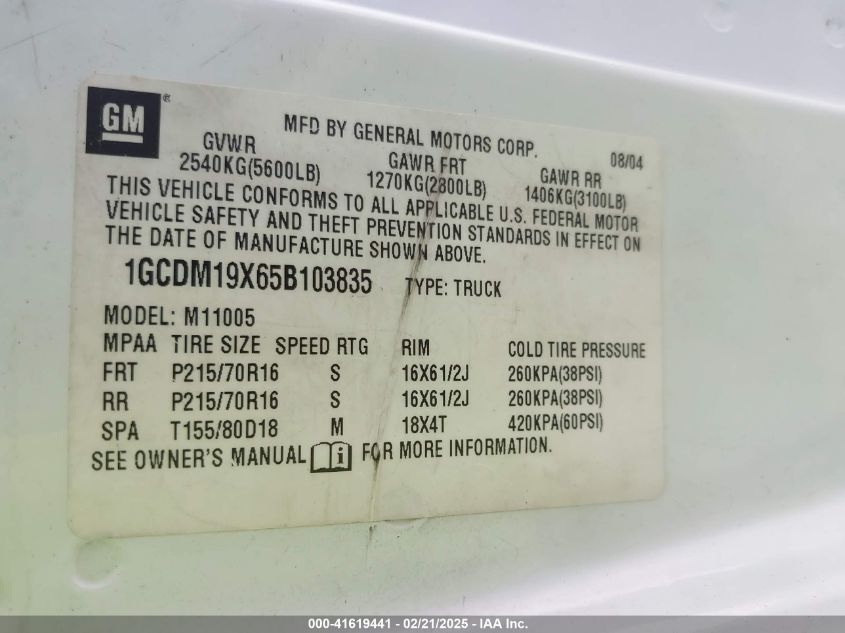 GM®
MFD BY GENERAL MOTORS CORP. 08/04
GVWR GAWR FRT GAWR RR
2540KG(5600LB) 1270KG(2800LB) 1406KG(3100LB)
THIS VEHICLE CONFORMS TO ALL APPLICABLE U.S. FEDERAL MOTOR
VEHICLE SAFETY AND THEFT PREVENTION STANDARDS IN EFFECT ON
THE DATE OF MANUFACTURE SHOWN ABOVE.
1GCDM19X65B103835 TYPE: TRUCK
MODEL: M11005
MPAA TIRE SIZE SPEED RTG RIM COLD TIRE PRESSURE
FRT P215/70R16 S 16X61/2J 260KPA(38PSI)
RR P215/70R16 S 16X61/2J 260KPA(38PSI)
SPA T155/80D18 M 18X4T 420KPA(60PSI)
SEE OWNER'S MANUAL i FOR MORE INFORMATION.
000-41619441 - 02/21/2025 - IAA Inc.